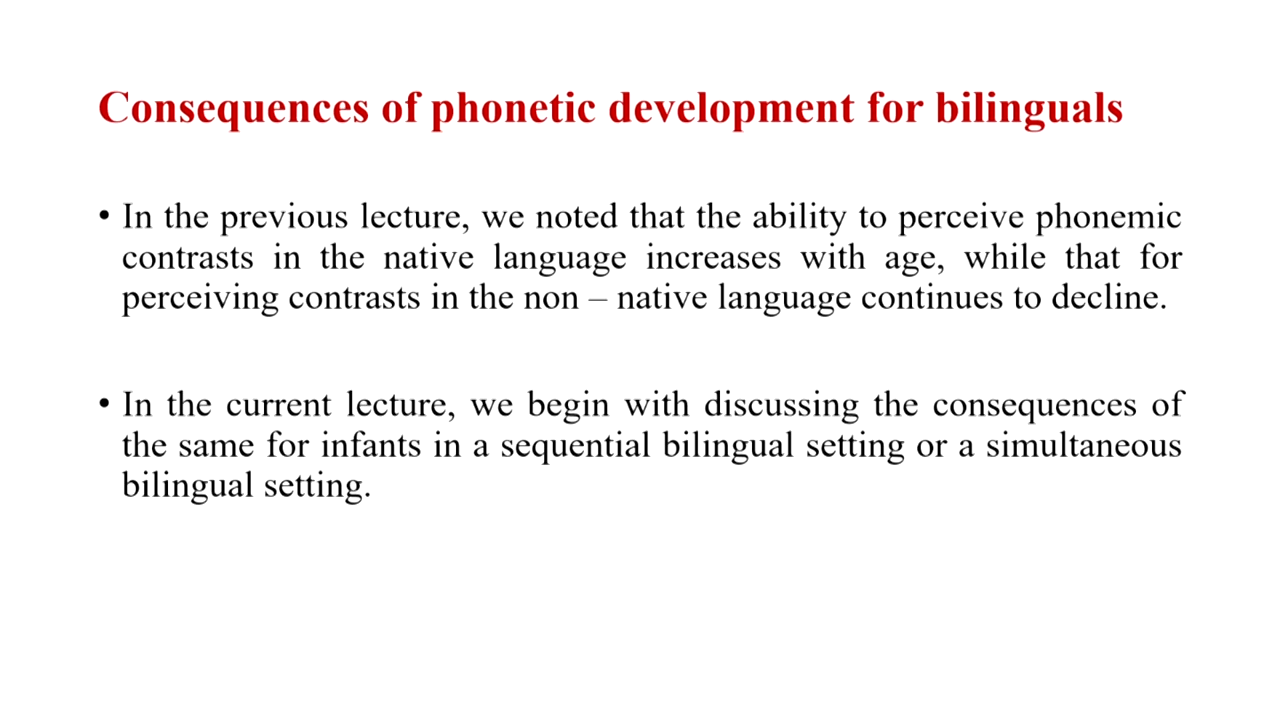 Consequences of phonetic development for bilinguals
• In the previous lecture, we noted that the ability to perceive phonemic
contrasts in the native language increases with age, while that for
perceiving contrasts in the non – native language continues to decline.
• In the current lecture, we begin with discussing the consequences of
the same for infants in a sequential bilingual setting or a simultaneous
bilingual setting.